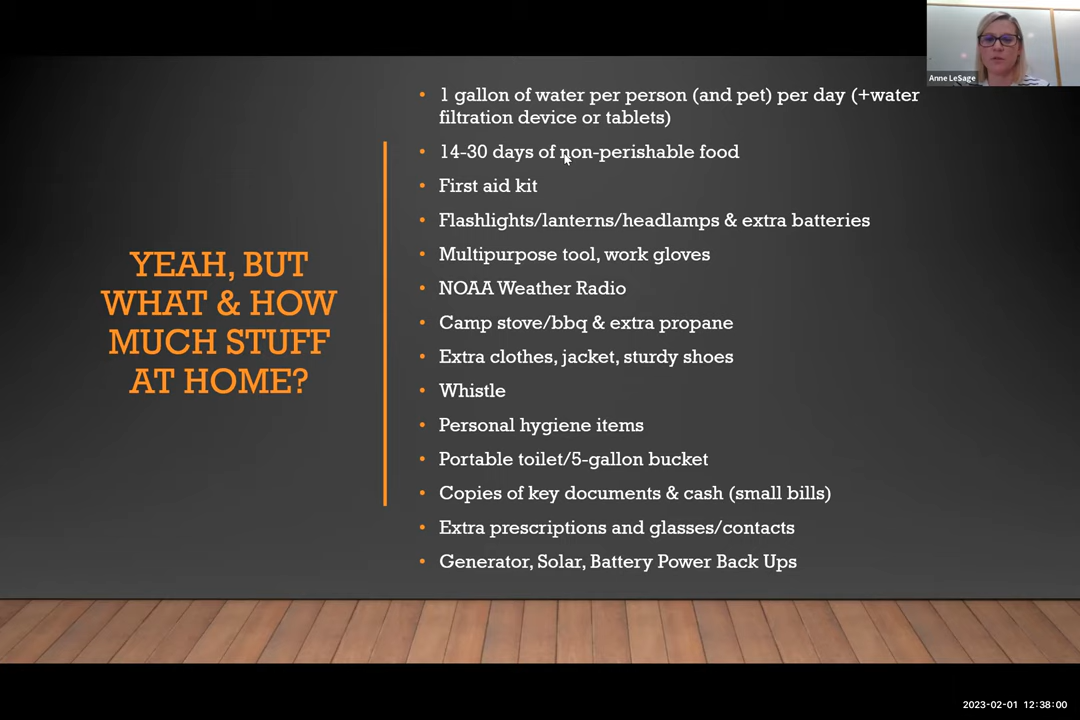 Anne LeSage
YEAH, BUT
WHAT & HOW
MUCH STUFF
AT HOME?
• 1 gallon of water per person (and pet) per day (+water
filtration device or tablets)
• 14-30 days of non-perishable food
• First aid kit
• Flashlights/lanterns/headlamps & extra batteries
• Multipurpose tool, work gloves
• NOAA Weather Radio
• Camp stove/bbq & extra propane
• Extra clothes, jacket, sturdy shoes
• Whistle
• Personal hygiene items
• Portable toilet/5-gallon bucket
• Copies of key documents & cash (small bills)
• Extra prescriptions and glasses/contacts
• Generator, Solar, Battery Power Back Ups
2023-02-01 12:38:00